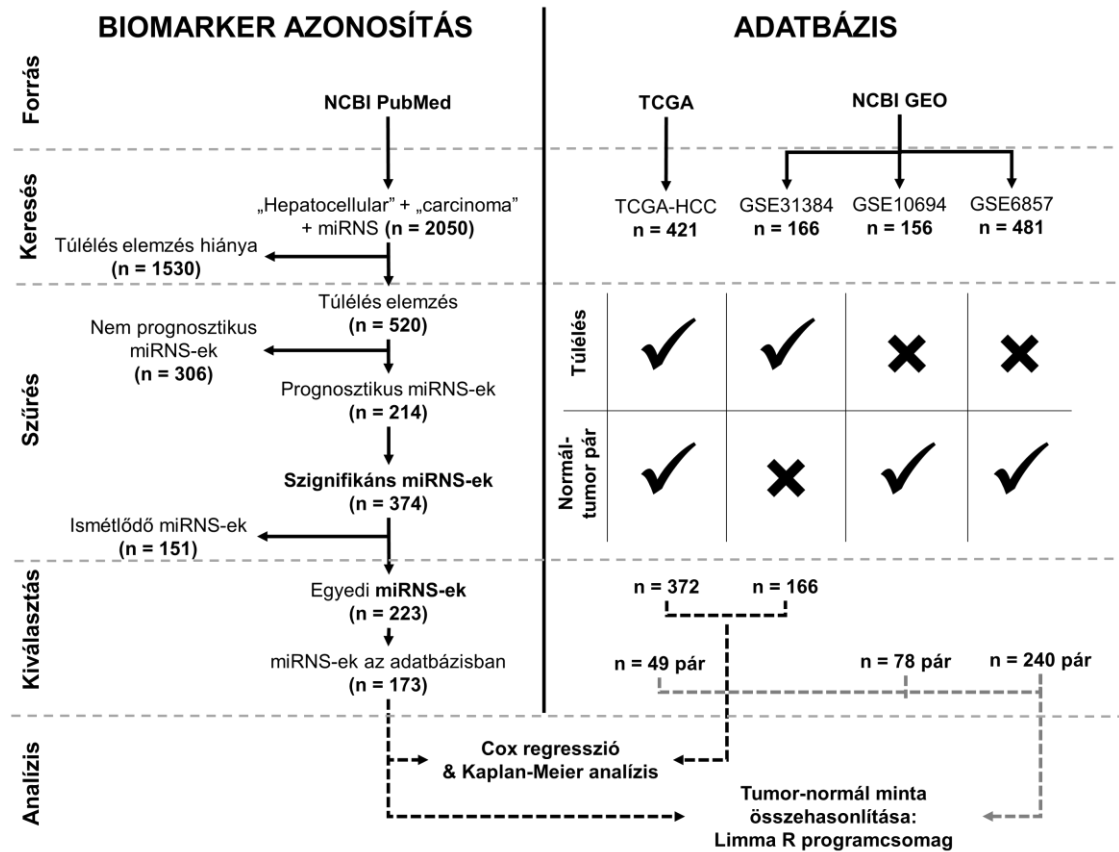 BIOMARKER AZONOSÍTÁS
ADATBÁZIS
Forrás
NCBI PubMed
TCGA
NCBI GEO
Keresés
„Hepatocellular” + „carcinoma”
+ miRNS (n = 2050)
Túlélés elemzés hiánya
(n = 1530)
TCGA-HCC
n = 421
GSE31384
n = 166
GSE10694
n = 156
GSE6857
n = 481
Szűrés
Túlélés elemzés
(n = 520)
Nem prognosztikus
miRNS-ek
(n = 306)
Prognosztikus miRNS-ek
(n = 214)
Szignifikáns miRNS-ek
(n = 374)
Ismétlődő miRNS-ek
(n = 151)
Túlélés
Normál-
tumor pár
Kiválasztás
Egyedi miRNS-ek
(n = 223)
miRNS-ek az adatbázisban
(n = 173)
n = 372
n = 166
n = 49 pár
n = 78 pár
n = 240 pár
Analízis
Cox regresszió
& Kaplan-Meier analízis
Tumor-normál minta
összehasonlítása:
Limma R programcsomag